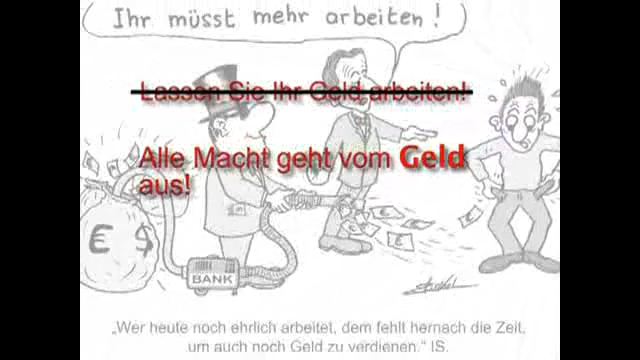 Ihr müsst mehr arbeiten!
Lassen Sie Ihr Geld arbeiten!
Alle Macht geht vom Geld
aus!
€ $
BANK
„Wer heute noch ehrlich arbeitet, dem fehlt hernach die Zeit,
um auch noch Geld zu verdienen.“ IS.